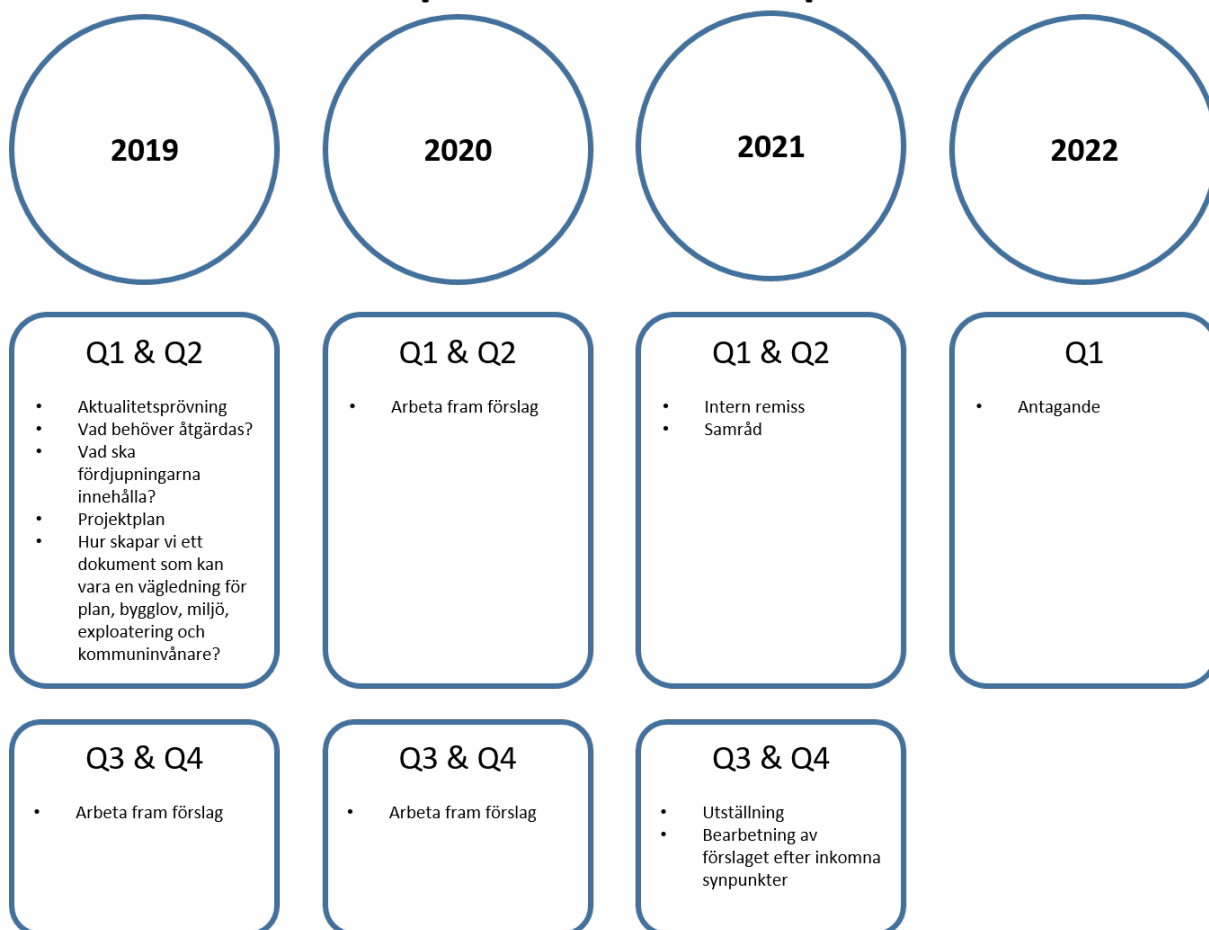 2019
2020
2021
2022
Q1 & Q2
• Aktualitetsprövning
• Vad behöver åtgärdas?
• Vad ska
fördjupningarna
innehålla?
• Projektplan
• Hur skapar vi ett
dokument som kan
vara en vägledning för
plan, bygglov, miljö,
exploatering och
kommuninvånare?
Q1 & Q2
• Arbeta fram förslag
Q1 & Q2
• Intern remiss
• Samråd
Q1
• Antagande
Q3 & Q4
• Arbeta fram förslag
Q3 & Q4
• Arbeta fram förslag
Q3 & Q4
• Utställning
• Bearbetning av
förslaget efter inkomna
synpunkter